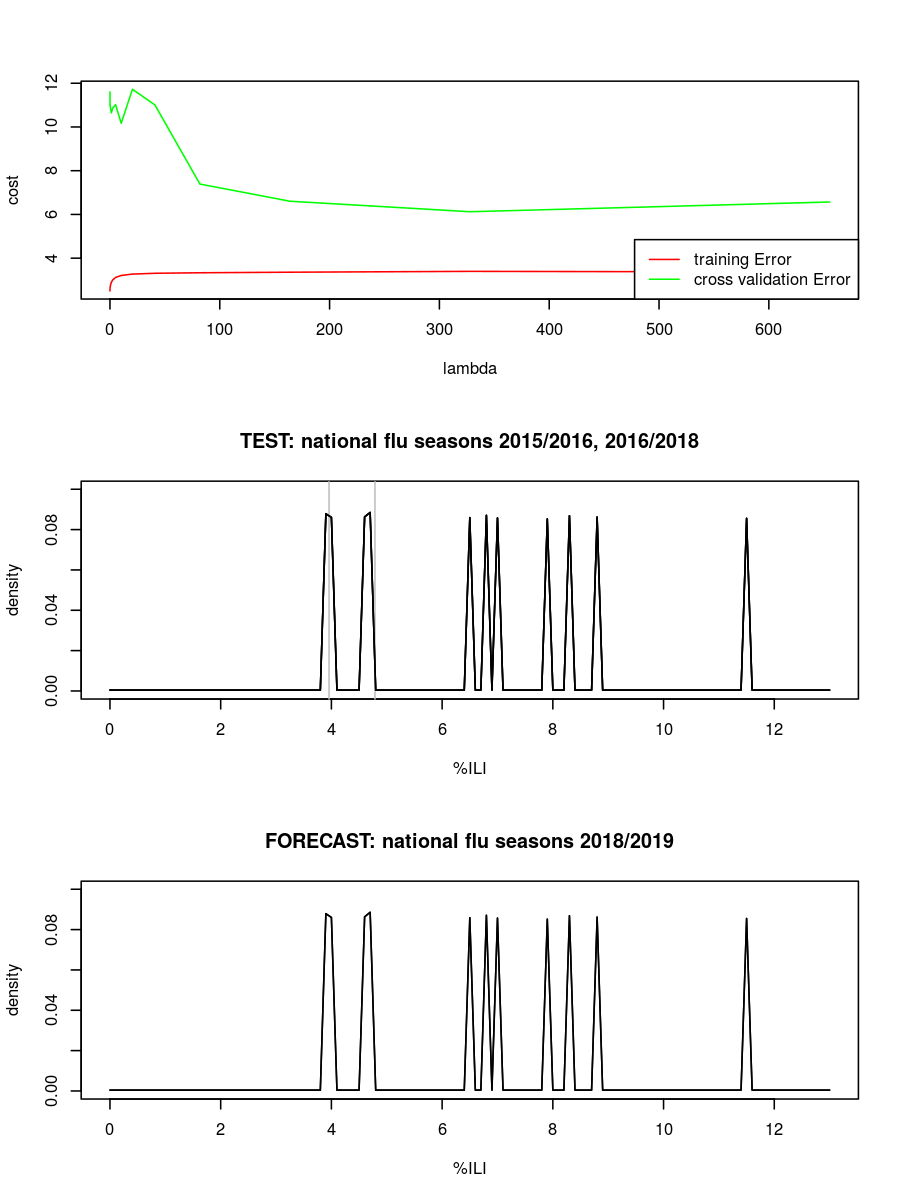 12
10
8
6
4
cost
training Error
cross validation Error
0 100 200 300 400 500 600
lambda
TEST: national flu seasons 2015/2016, 2016/2018
0.08
0.04
0.00
density
0 2 4 6 8 10 12
%ILI
FORECAST: national flu seasons 2018/2019
0.08
0.04
0.00
density
0 2 4 6 8 10 12
%ILI